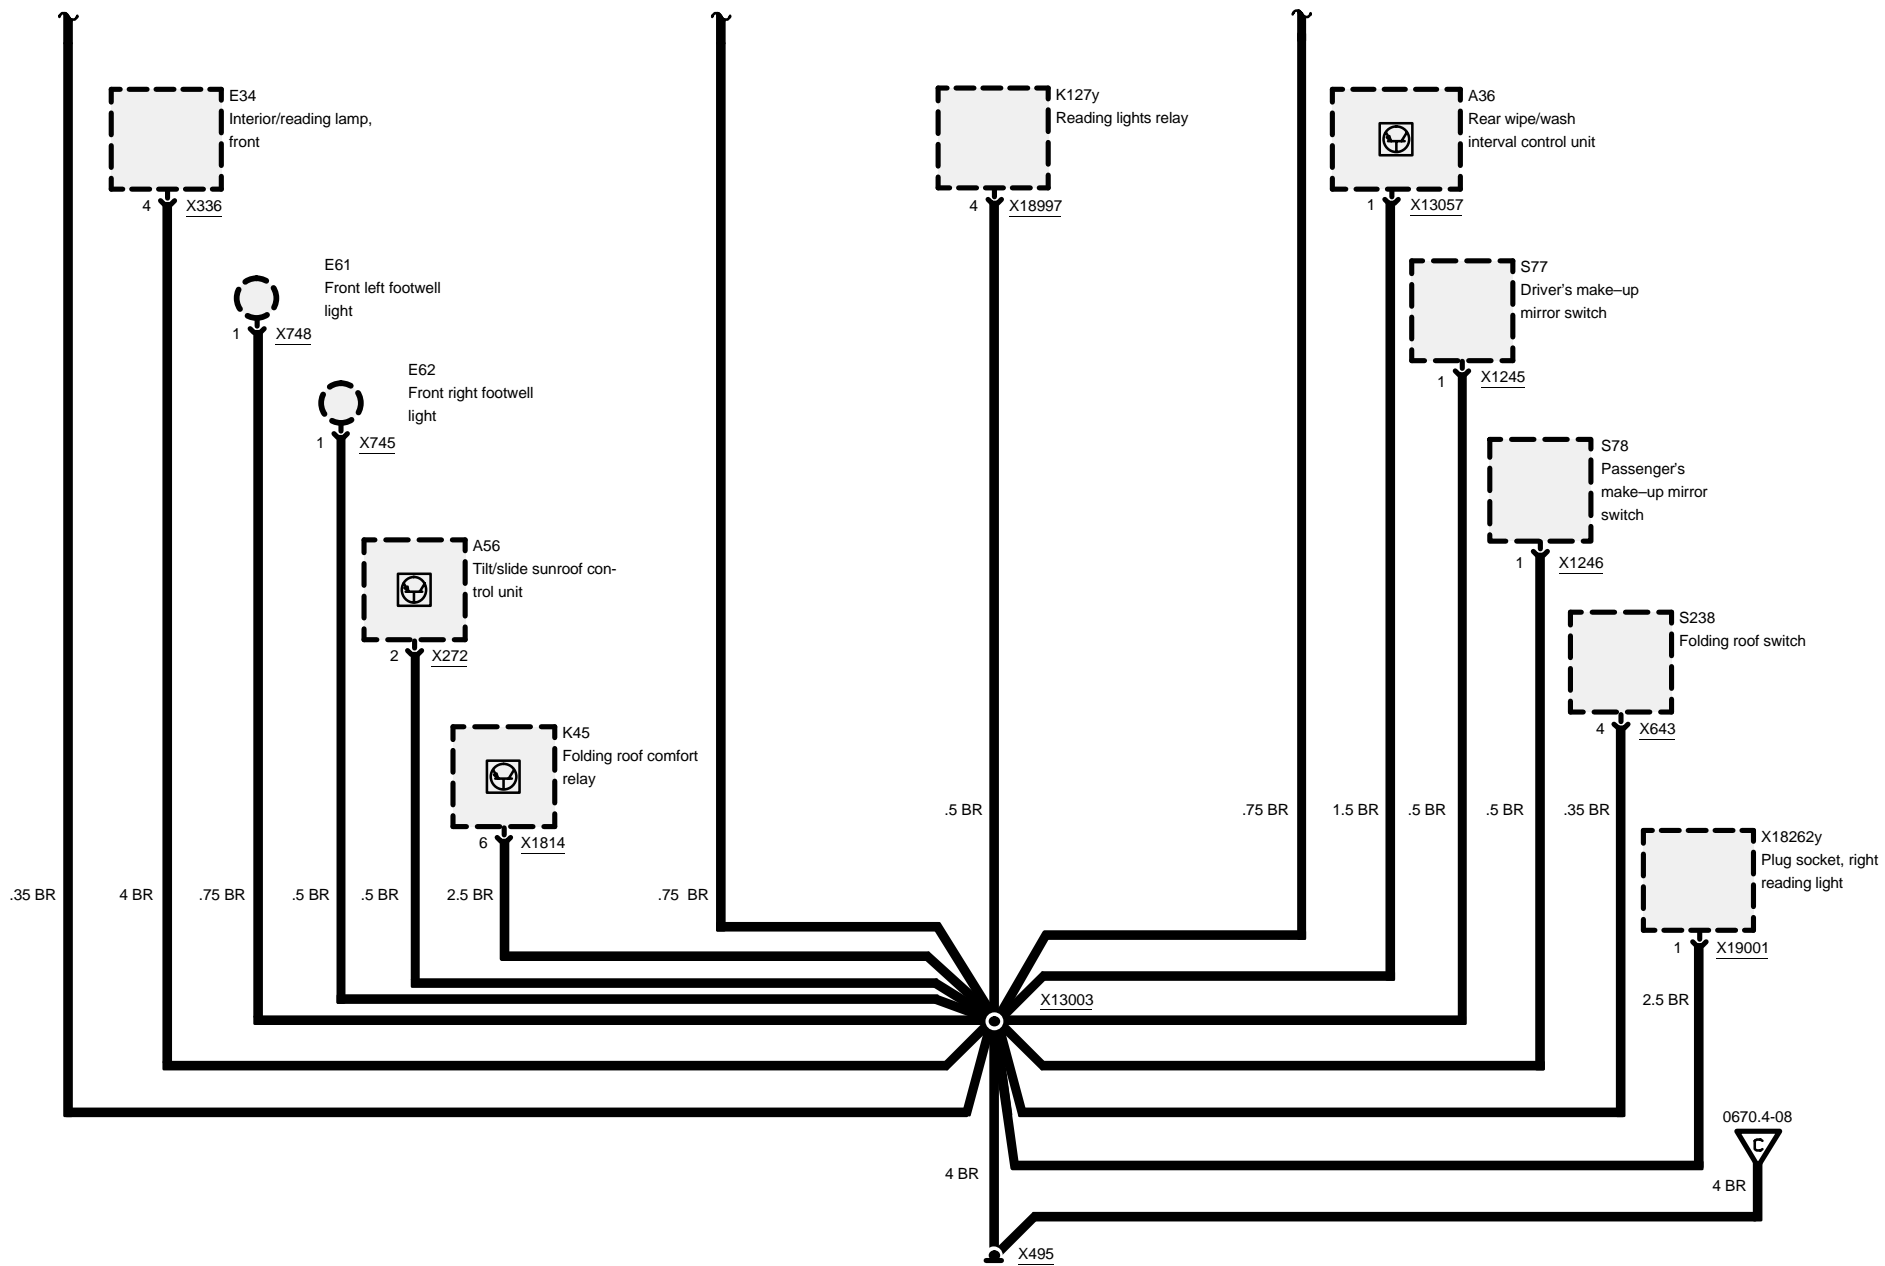 E34
Interior/reading lamp,
front
4 X336
K127y
Reading lights relay
4 X18997
A36
Rear wipe/wash
interval control unit
1 X13057
E61
Front left footwell
light
1 X748
S77
Driver's make–up
mirror switch
1 X1245
E62
Front right footwell
light
1 X745
S78
Passenger's
make–up mirror
switch
1 X1246
A56
Tilt/slide sunroof con-
trol unit
2 X272
S238
Folding roof switch
4 X643
K45
Folding roof comfort
relay
6 X1814
.5 BR
.75 BR
1.5 BR
.5 BR
.5 BR
.35 BR
X18262y
Plug socket, right
reading light
1 X19001
.35 BR
4 BR
.75 BR
.5 BR
.5 BR
2.5 BR
.75 BR
X13003
2.5 BR
0670.4-08
C
4 BR
4 BR
X495